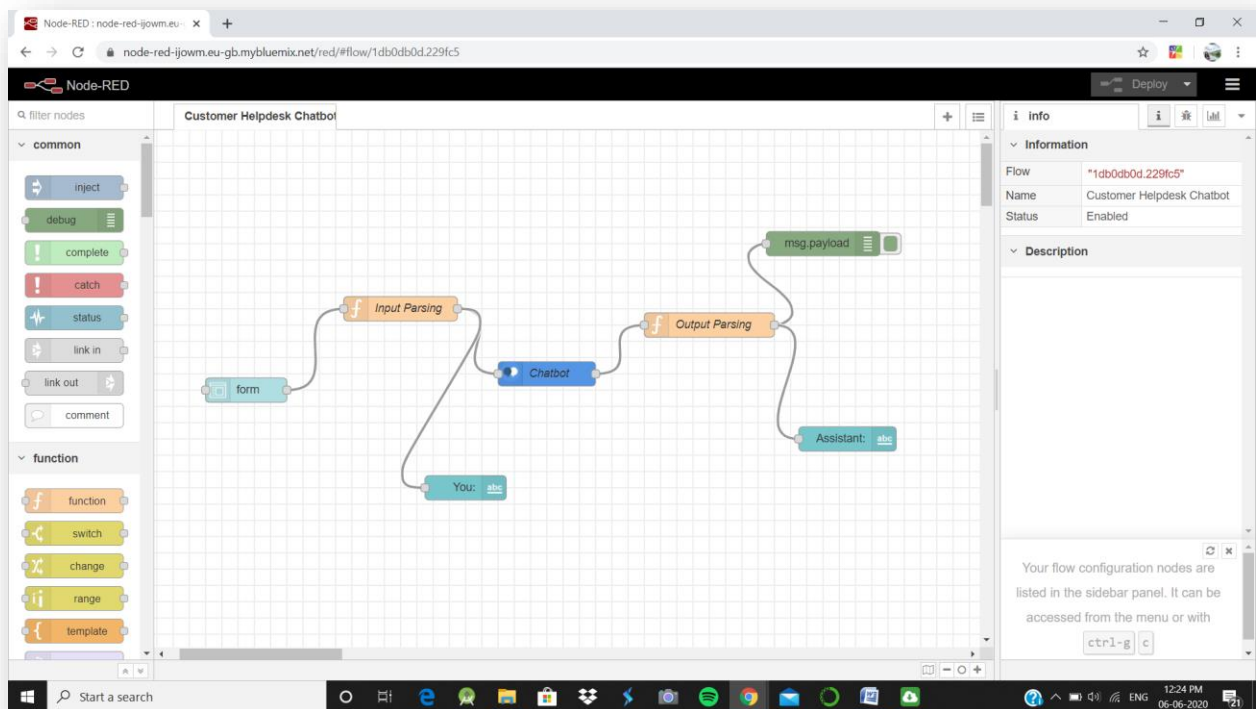 Node-RED : node-red-ijowm.eu-
node-red-ijowm.eu-gb.mybluemix.net/red/#flow/1db0db0d.229fc5
Node-RED
Deploy
filter nodes
Customer Helpdesk Chatbot
i info
i
common
inject
debug
complete
catch
status
link in
link out
comment
function
function
switch
change
range
template
form
Input Parsing
You: abc
Chatbot
Output Parsing
msg.payload
Assistant: abc
Information
Flow "1db0db0d.229fc5"
Name Customer Helpdesk Chatbot
Status Enabled
Description
Your flow configuration nodes are
listed in the sidebar panel. It can be
accessed from the menu or with
ctrl-g c
Start a search
ENG
12:24 PM
06-06-2020
21